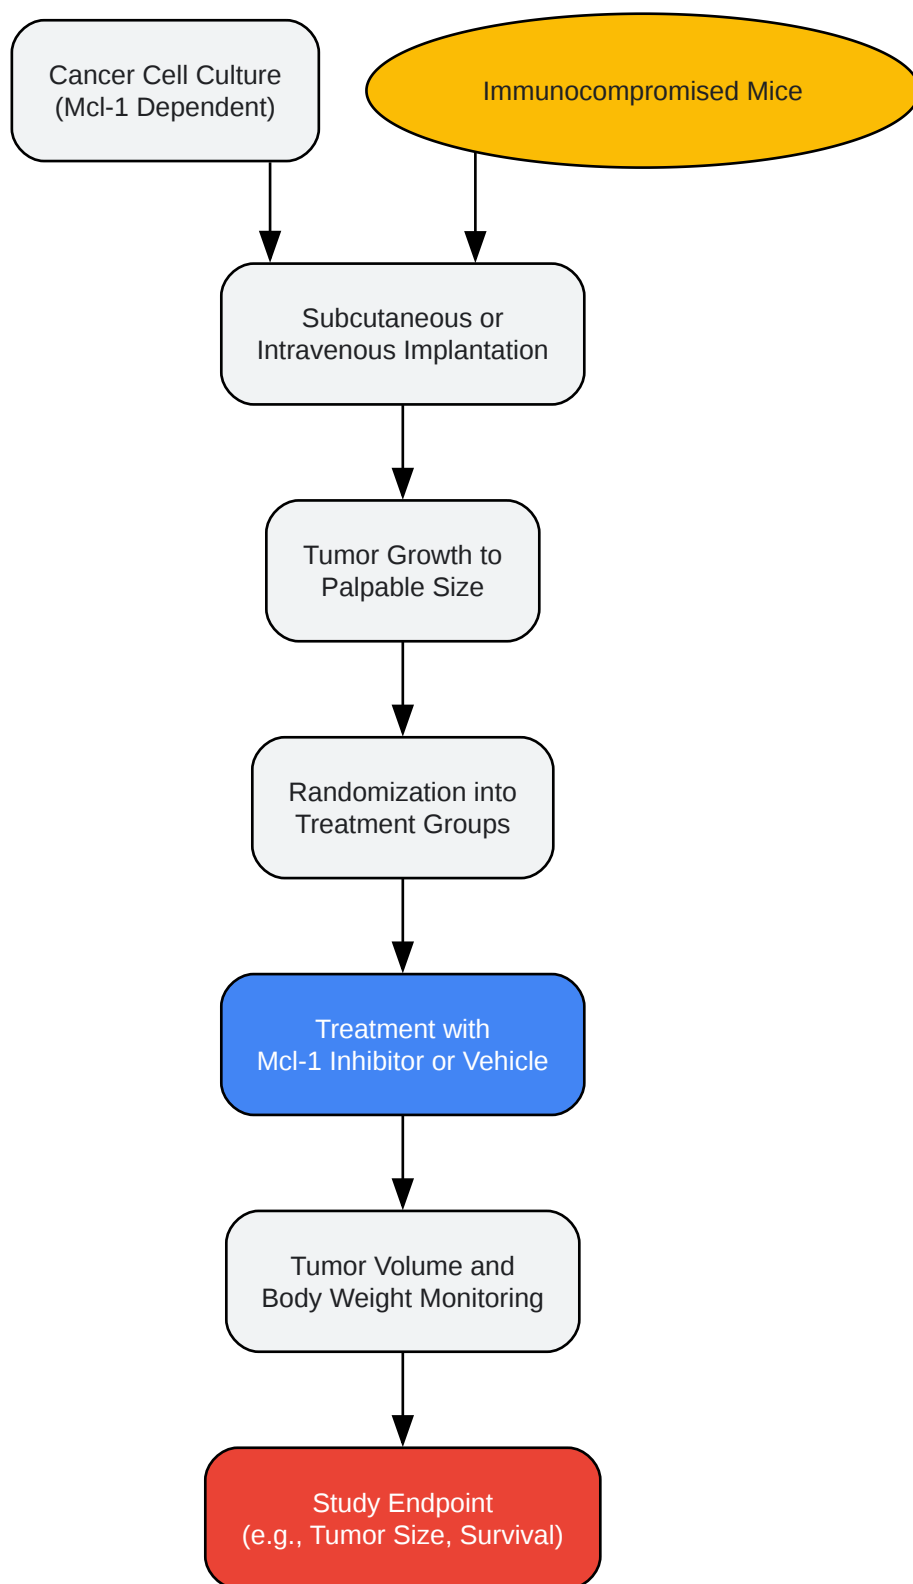 Cancer Cell Culture
(Mcl-1 Dependent)
Immunocompromised Mice
Subcutaneous or
Intravenous Implantation
Tumor Growth to
Palpable Size
Randomization into
Treatment Groups
Treatment with
Mcl-1 Inhibitor or Vehicle
Tumor Volume and
Body Weight Monitoring
Study Endpoint
(e.g., Tumor Size, Survival)